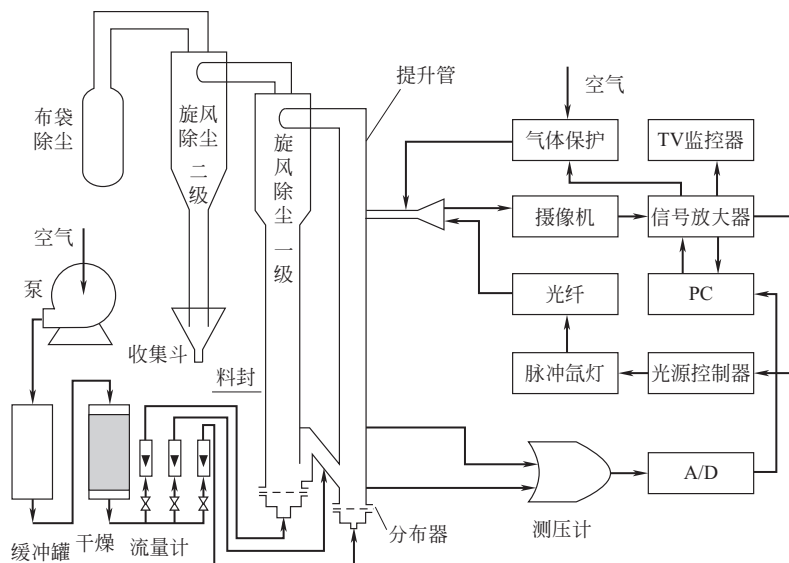 提升管
空气
布袋
除尘
旋风
除尘
二级
旋风除尘
一级
气体保护
TV监控器
摄像机
信号放大器
空气
泵
光纤
PC
收集斗
料封
脉冲氙灯
光源控制器
A/D
测压计
分布器
缓冲罐
干燥
流量计